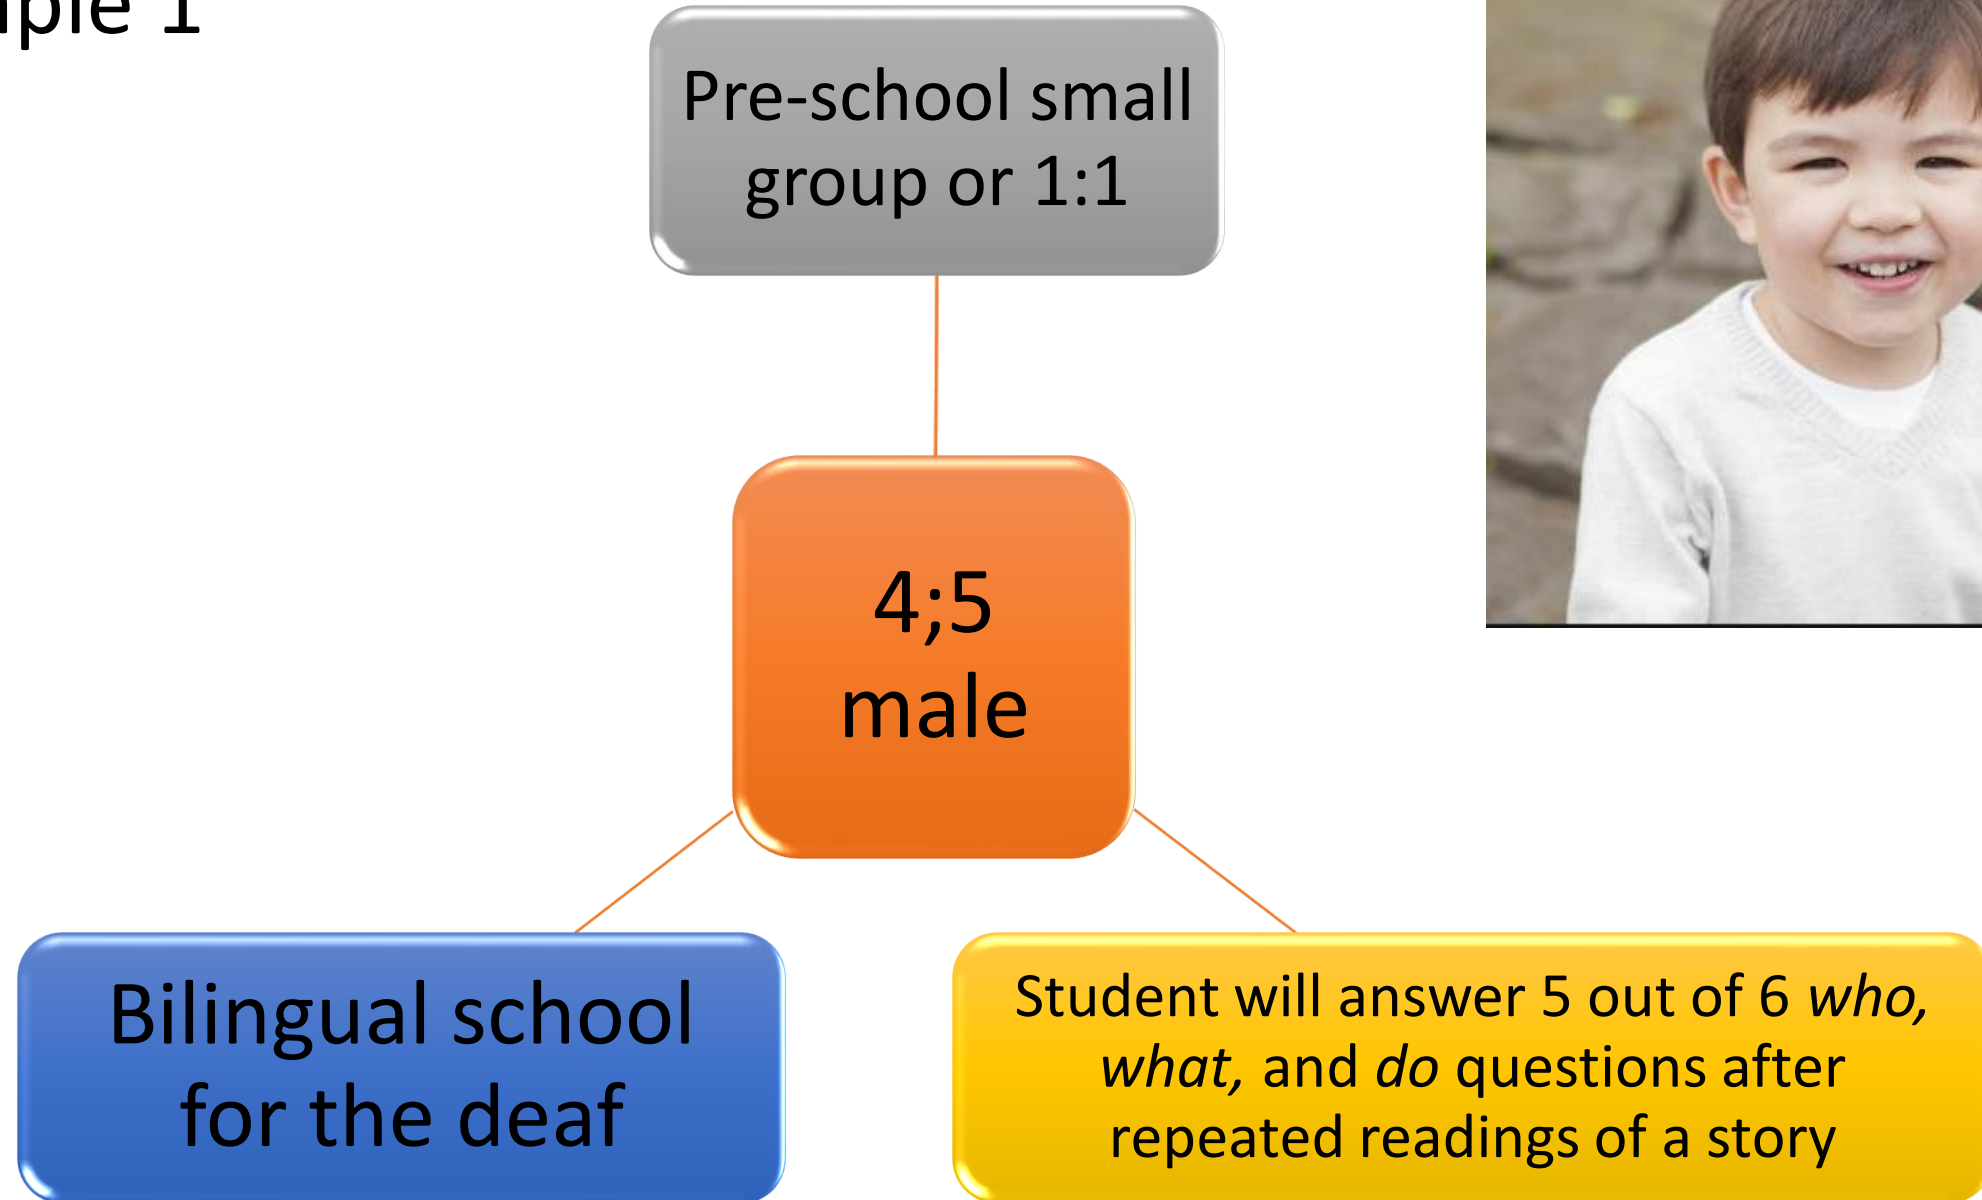 1
Pre-school small
group or 1:1
4;5
male
Bilingual school
for the deaf
Student will answer 5 out of 6 who,
what, and do questions after
repeated readings of a story